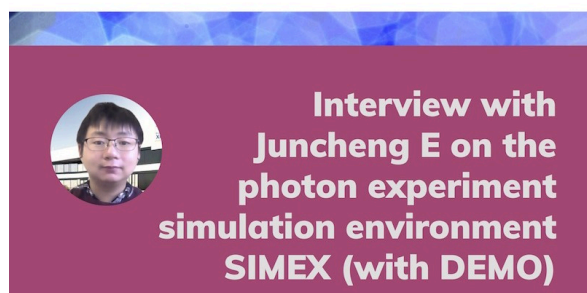 Interview with
Juncheng E on the
photon experiment
simulation environment
SIMEX (with DEMO)